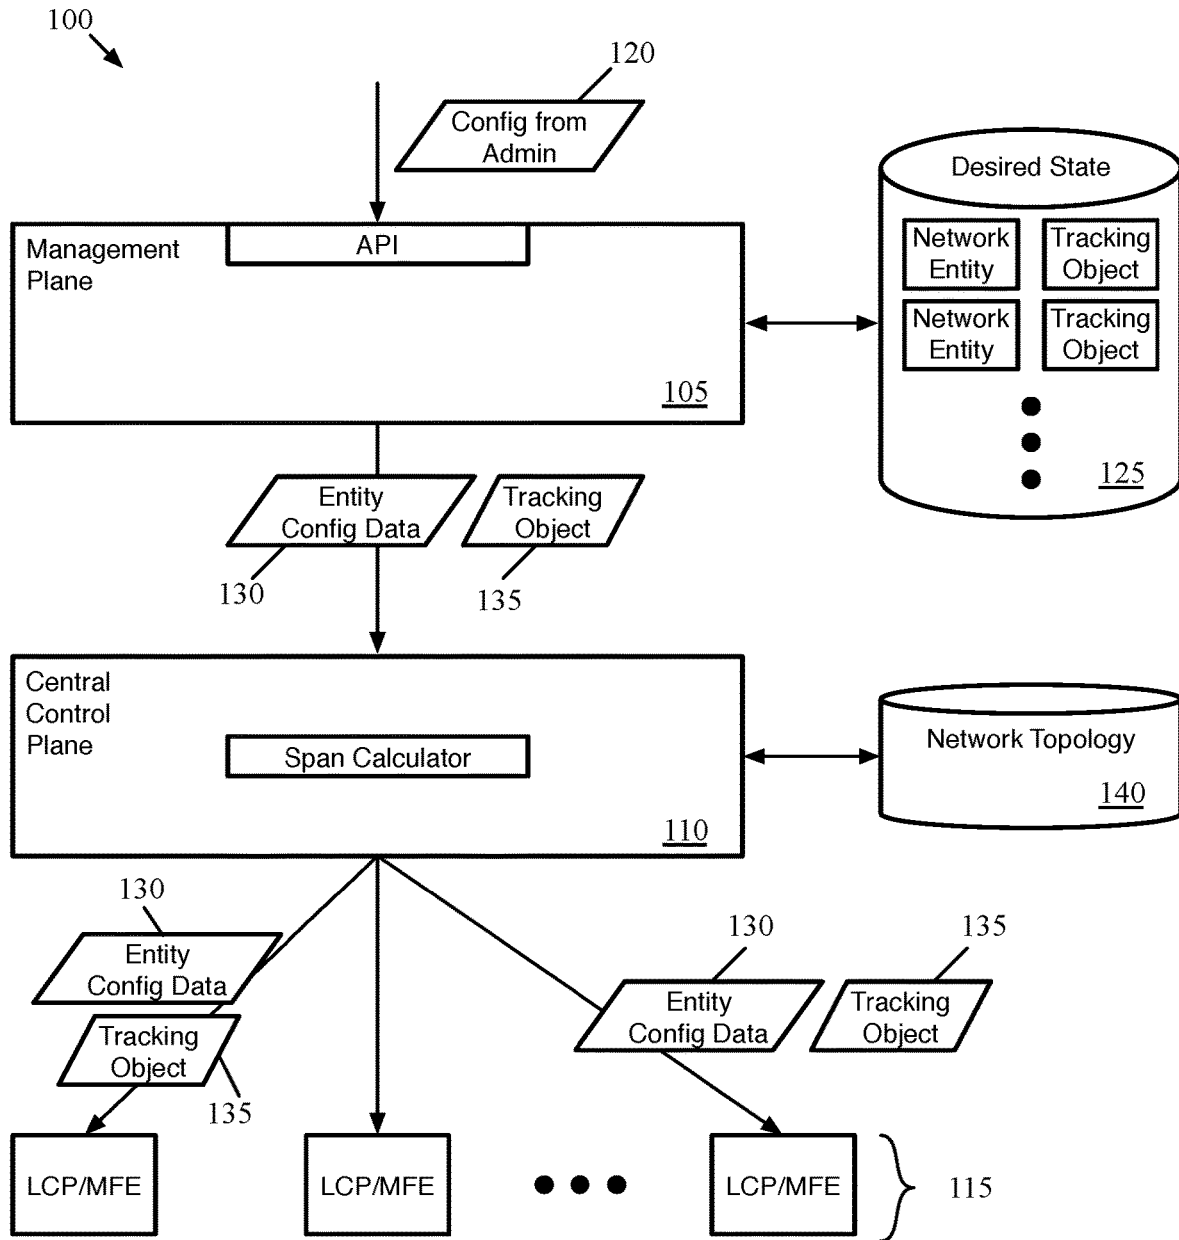 100
120
Config from
Admin
Desired State
Management
Plane
API
Network
Entity
Tracking
Object
Network
Entity
Tracking
Object
105
125
Entity
Config Data
Tracking
Object
130
135
Central
Control
Plane
Span Calculator
Network Topology
140
110
130
Entity
Config Data
Tracking
Object
135
130
135
Entity
Config Data
Tracking
Object
LCP/MFE
LCP/MFE
LCP/MFE
115